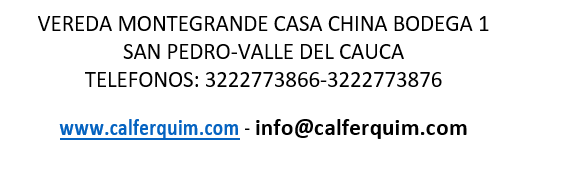 VEREDA MONTEGRANDE CASA CHINA BODEGA 1
SAN PEDRO-VALLE DEL CAUCA
TELEFONOS: 3222773866-3222773876
www.calferquim.com - info@calferquim.com